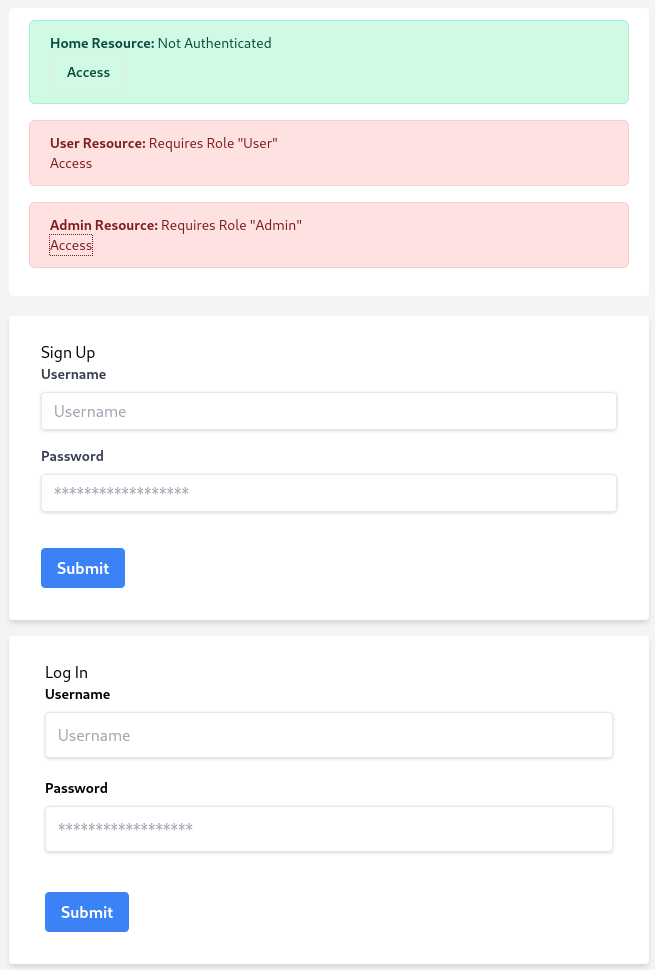 Home Resource: Not Authenticated
Access
User Resource: Requires Role "User"
Access
Admin Resource: Requires Role "Admin"
Access
Sign Up
Username
Username
Password
******************
Submit
Log In
Username
Username
Password
******************
Submit